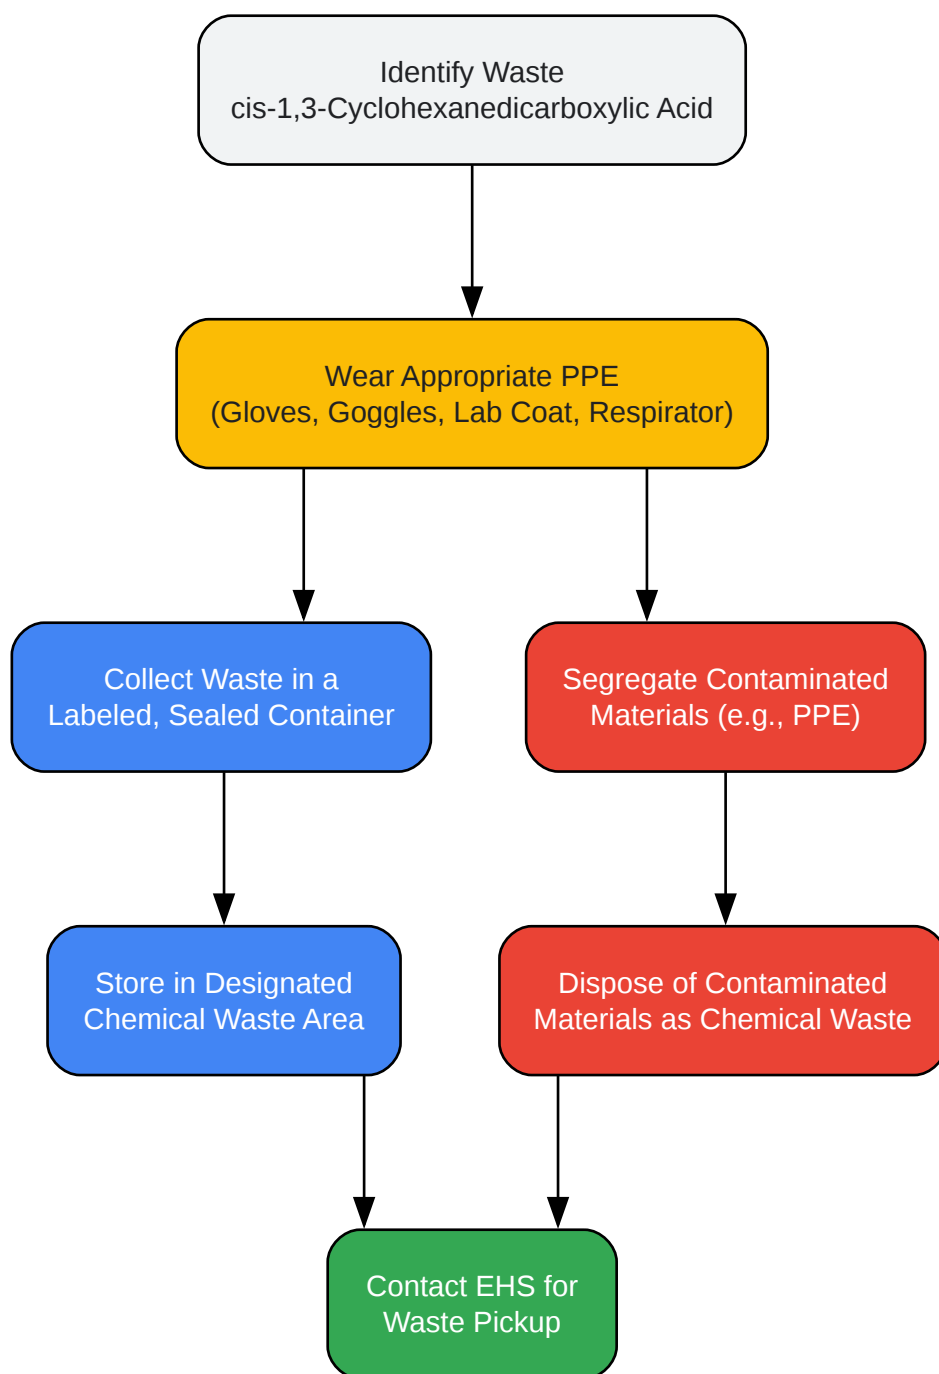 Identify Waste
cis-1,3-Cyclohexanedicarboxylic Acid
Wear Appropriate PPE
(Gloves, Goggles, Lab Coat, Respirator)
Collect Waste in a
Labeled, Sealed Container
Segregate Contaminated
Materials (e.g., PPE)
Store in Designated
Chemical Waste Area
Dispose of Contaminated
Materials as Chemical Waste
Contact EHS for
Waste Pickup